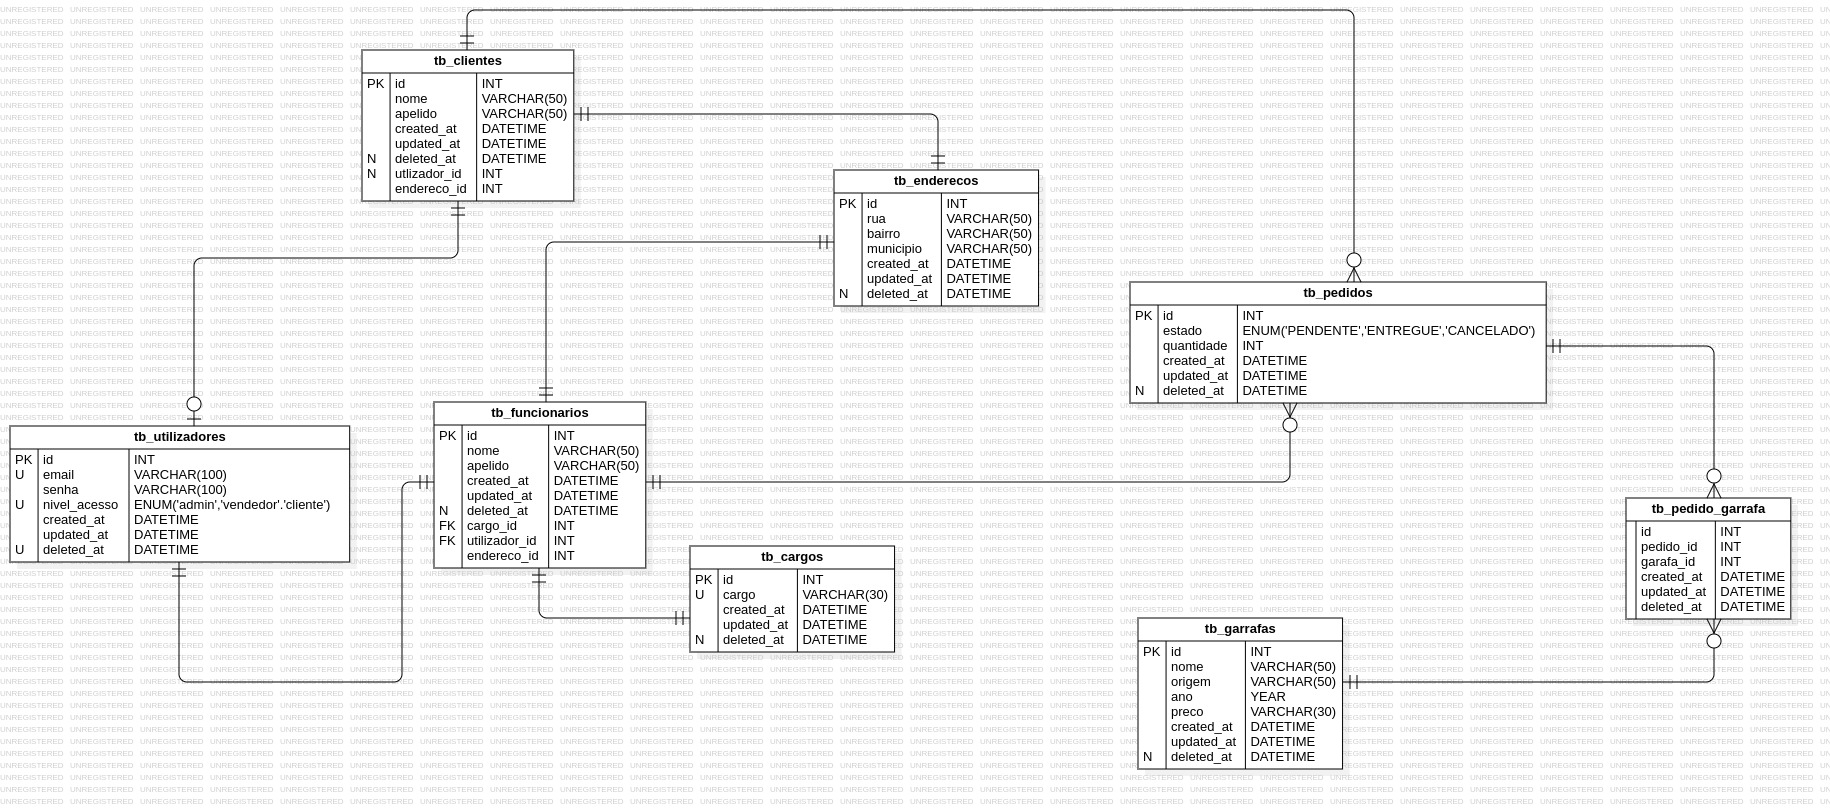 tb_clientes
PK id INT
nome VARCHAR(50)
apelido VARCHAR(50)
created_at DATETIME
updated_at DATETIME
N deleted_at DATETIME
N utlizador_id INT
endereco_id INT
tb_enderecos
PK id INT
rua VARCHAR(50)
bairro VARCHAR(50)
municipio VARCHAR(50)
created_at DATETIME
updated_at DATETIME
N deleted_at DATETIME
tb_pedidos
PK id INT
estado ENUM('PENDENTE','ENTREGUE','CANCELADO')
quantidade INT
created_at DATETIME
updated_at DATETIME
N deleted_at DATETIME
tb_utilizadores
PK id INT
U email VARCHAR(100)
senha VARCHAR(100)
U nivel_acesso ENUM('admin','vendedor'.'cliente')
created_at DATETIME
updated_at DATETIME
U deleted_at DATETIME
tb_funcionarios
PK id INT
nome VARCHAR(50)
apelido VARCHAR(50)
created_at DATETIME
updated_at DATETIME
N deleted_at DATETIME
FK cargo_id INT
FK utilizador_id INT
endereco_id INT
tb_cargos
PK id INT
U cargo VARCHAR(30)
created_at DATETIME
updated_at DATETIME
N deleted_at DATETIME
tb_pedido_garrafa
id INT
pedido_id INT
garafa_id INT
created_at DATETIME
updated_at DATETIME
deleted_at DATETIME
tb_garrafas
PK id INT
nome VARCHAR(50)
origem VARCHAR(50)
ano YEAR
preco VARCHAR(30)
created_at DATETIME
updated_at DATETIME
N deleted_at DATETIME
UNREGISTERED